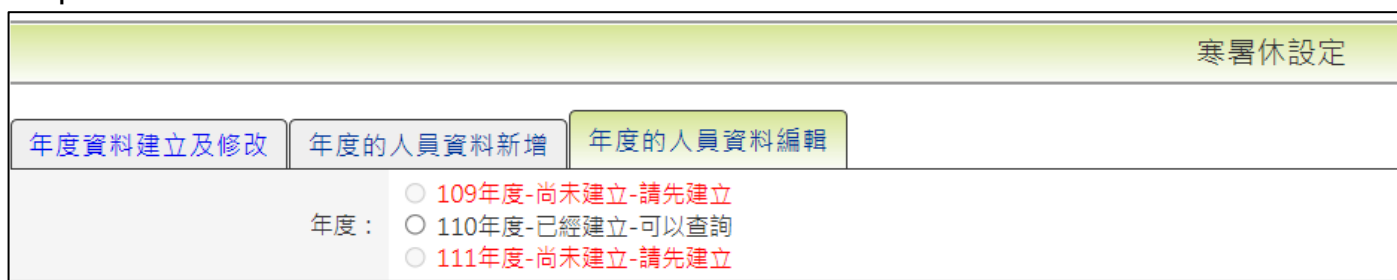 寒暑休設定
年度資料建立及修改 年度的人員資料新增 年度的人員資料編輯
109年度-尚未建立-請先建立
年度： 110年度-已經建立-可以查詢
111年度-尚未建立-請先建立